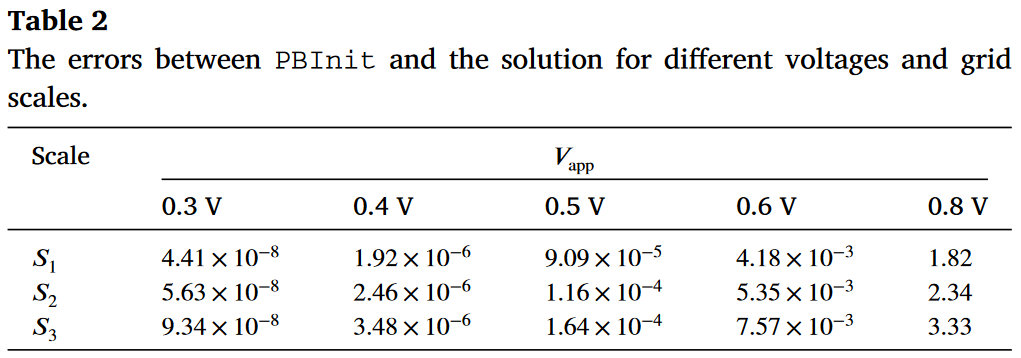 Table 2
The errors between PBInit and the solution for different voltages and grid
scales.
Scale V_app
0.3 V 0.4 V 0.5 V 0.6 V 0.8 V
S₁ 4.41 × 10⁻⁸ 1.92 × 10⁻⁶ 9.09 × 10⁻⁵ 4.18 × 10⁻³ 1.82
S₂ 5.63 × 10⁻⁸ 2.46 × 10⁻⁶ 1.16 × 10⁻⁴ 5.35 × 10⁻³ 2.34
S₃ 9.34 × 10⁻⁸ 3.48 × 10⁻⁶ 1.64 × 10⁻⁴ 7.57 × 10⁻³ 3.33